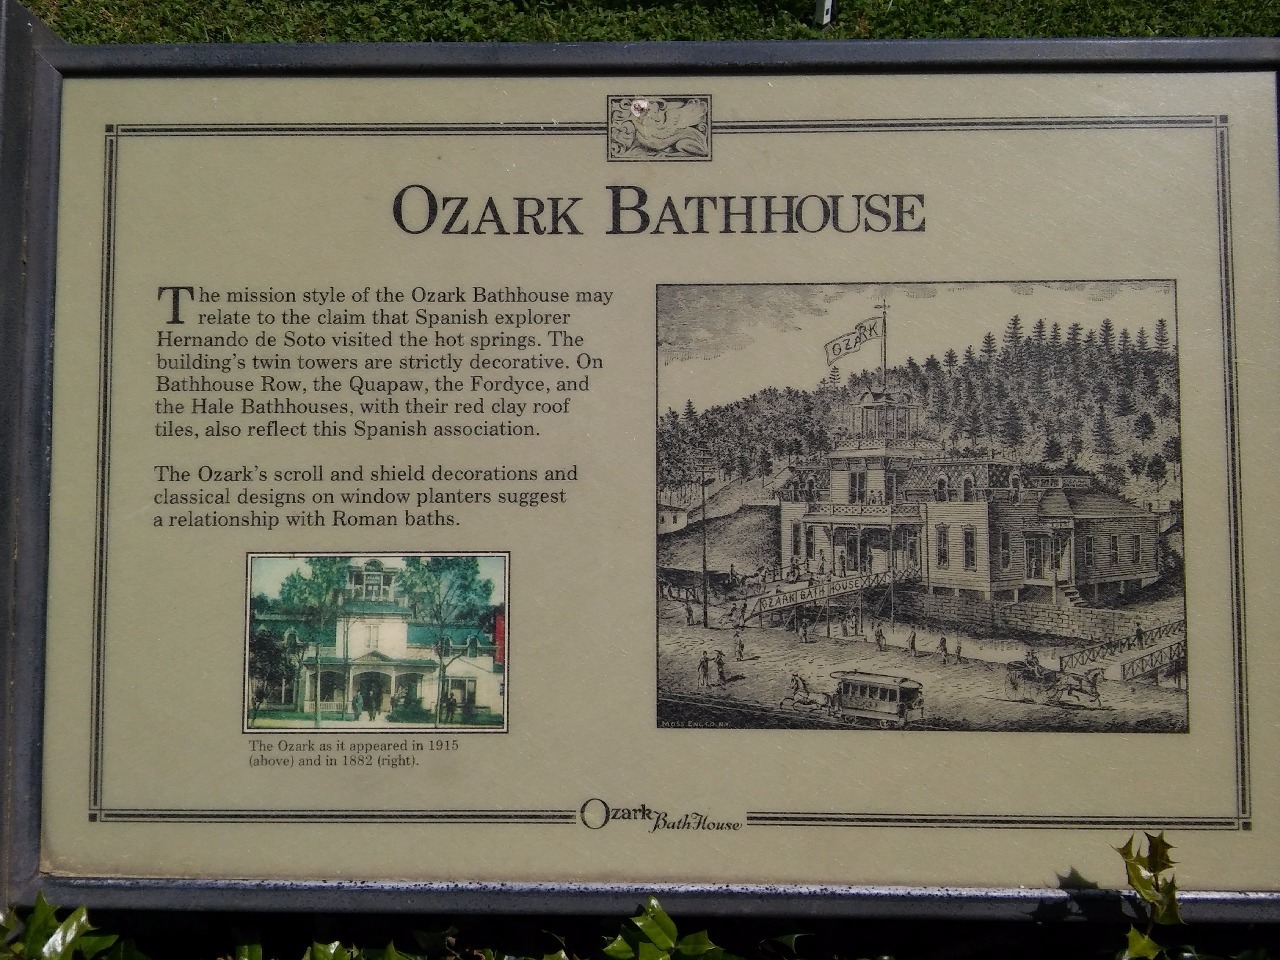 OZARK BATHHOUSE
The mission style of the Ozark Bathhouse may
relate to the claim that Spanish explorer
Hernando de Soto visited the hot springs. The
building's twin towers are strictly decorative. On
Bathhouse Row, the Quapaw, the Fordyce, and
the Hale Bathhouses, with their red clay roof
tiles, also reflect this Spanish association.
The Ozark's scroll and shield decorations and
classical designs on window planters suggest
a relationship with Roman baths.
The Ozark as it appeared in 1915
(above) and in 1882 (right).
OZARK
OZARK BATH HOUSE
MOSS ENG. CO. N.Y.
Ozark Bath House